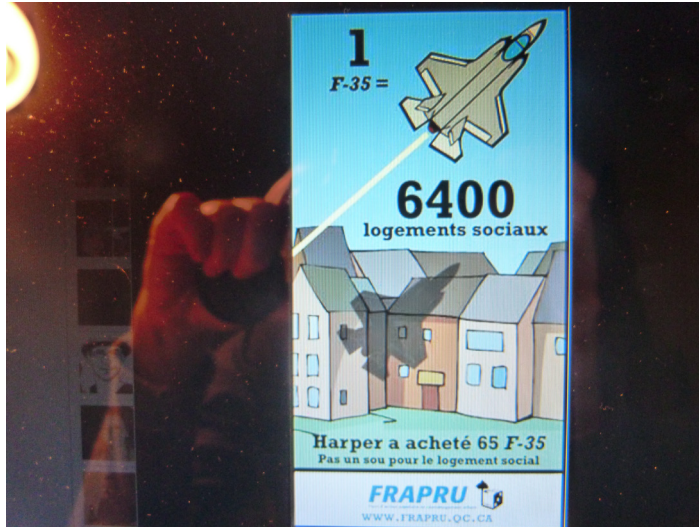 1
F-35 =
6400
logements sociaux
Harper a acheté 65 F-35
Pas un sou pour le logement social
FRAPRU
WWW.FRAPRU.QC.CA